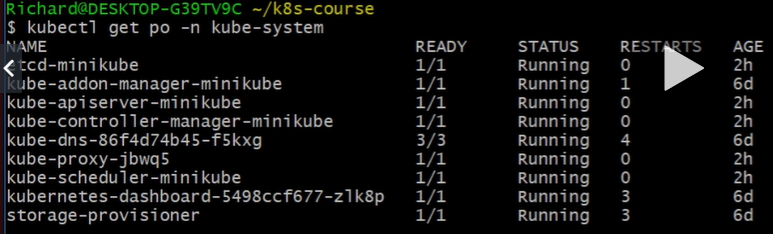 Richard@DESKTOP-G39TV9C ~/k8s-course
$ kubectl get po -n kube-system
NAME READY STATUS RESTARTS AGE
etcd-minikube 1/1 Running 0 2h
kube-addon-manager-minikube 1/1 Running 1 6d
kube-apiserver-minikube 1/1 Running 0 2h
kube-controller-manager-minikube 1/1 Running 0 2h
kube-dns-86f4d74b45-f5kxg 3/3 Running 4 6d
kube-proxy-jbwq5 1/1 Running 0 2h
kube-scheduler-minikube 1/1 Running 0 2h
kubernetes-dashboard-5498ccf677-zlk8p 1/1 Running 3 6d
storage-provisioner 1/1 Running 3 6d